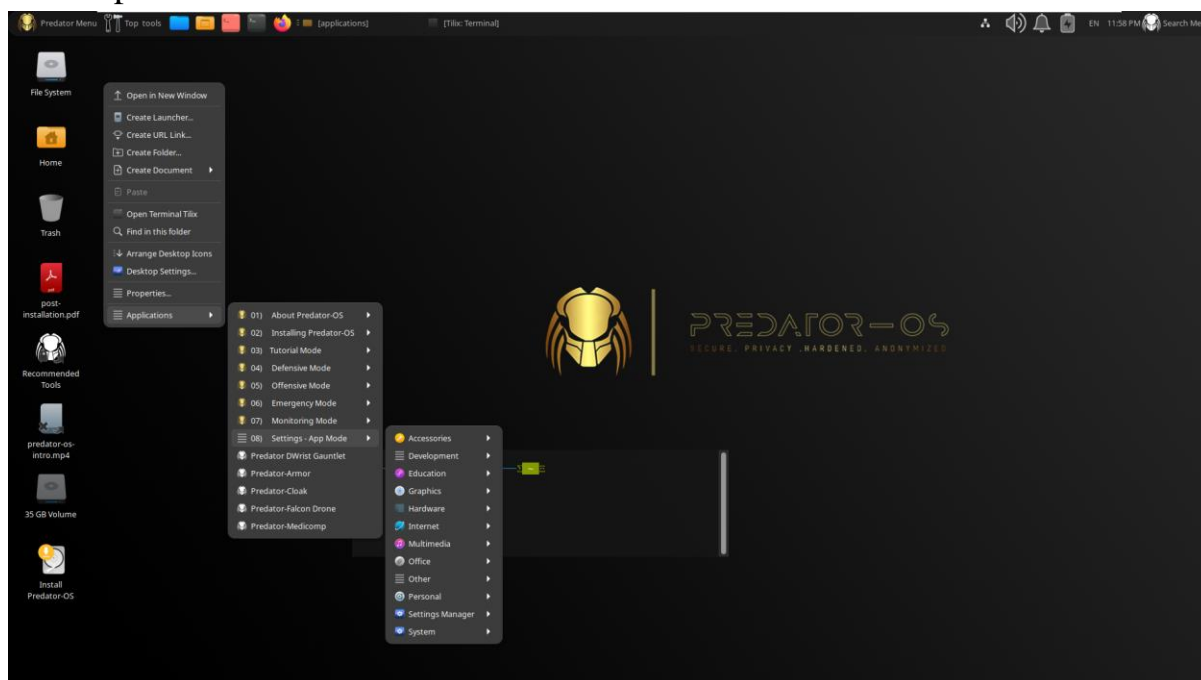 Predator Menu
Top tools
[applications]
[Tilix: Terminal]
EN 11:58 PM
Search Me
File System
Home
Trash
post-
installation.pdf
Recommended
Tools
predator-os-
intro.mp4
35 GB Volume
Install
Predator-OS
Open in New Window
Create Launcher...
Create URL Link...
Create Folder...
Create Document
Paste
Open Terminal Tilix
Find in this folder
Arrange Desktop Icons
Desktop Settings...
Properties...
Applications
01) About Predator-OS
02) Installing Predator-OS
03) Tutorial Mode
04) Defensive Mode
05) Offensive Mode
06) Emergency Mode
07) Monitoring Mode
08) Settings - App Mode
Predator DWrist Gauntlet
Predator-Armor
Predator-Cloak
Predator-Falcon Drone
Predator-Medicomp
Accessories
Development
Education
Graphics
Hardware
Internet
Multimedia
Office
Other
Personal
Settings Manager
System
PREDATOR-OS
SECURE. PRIVACY .HARDENED. ANONYMIZED